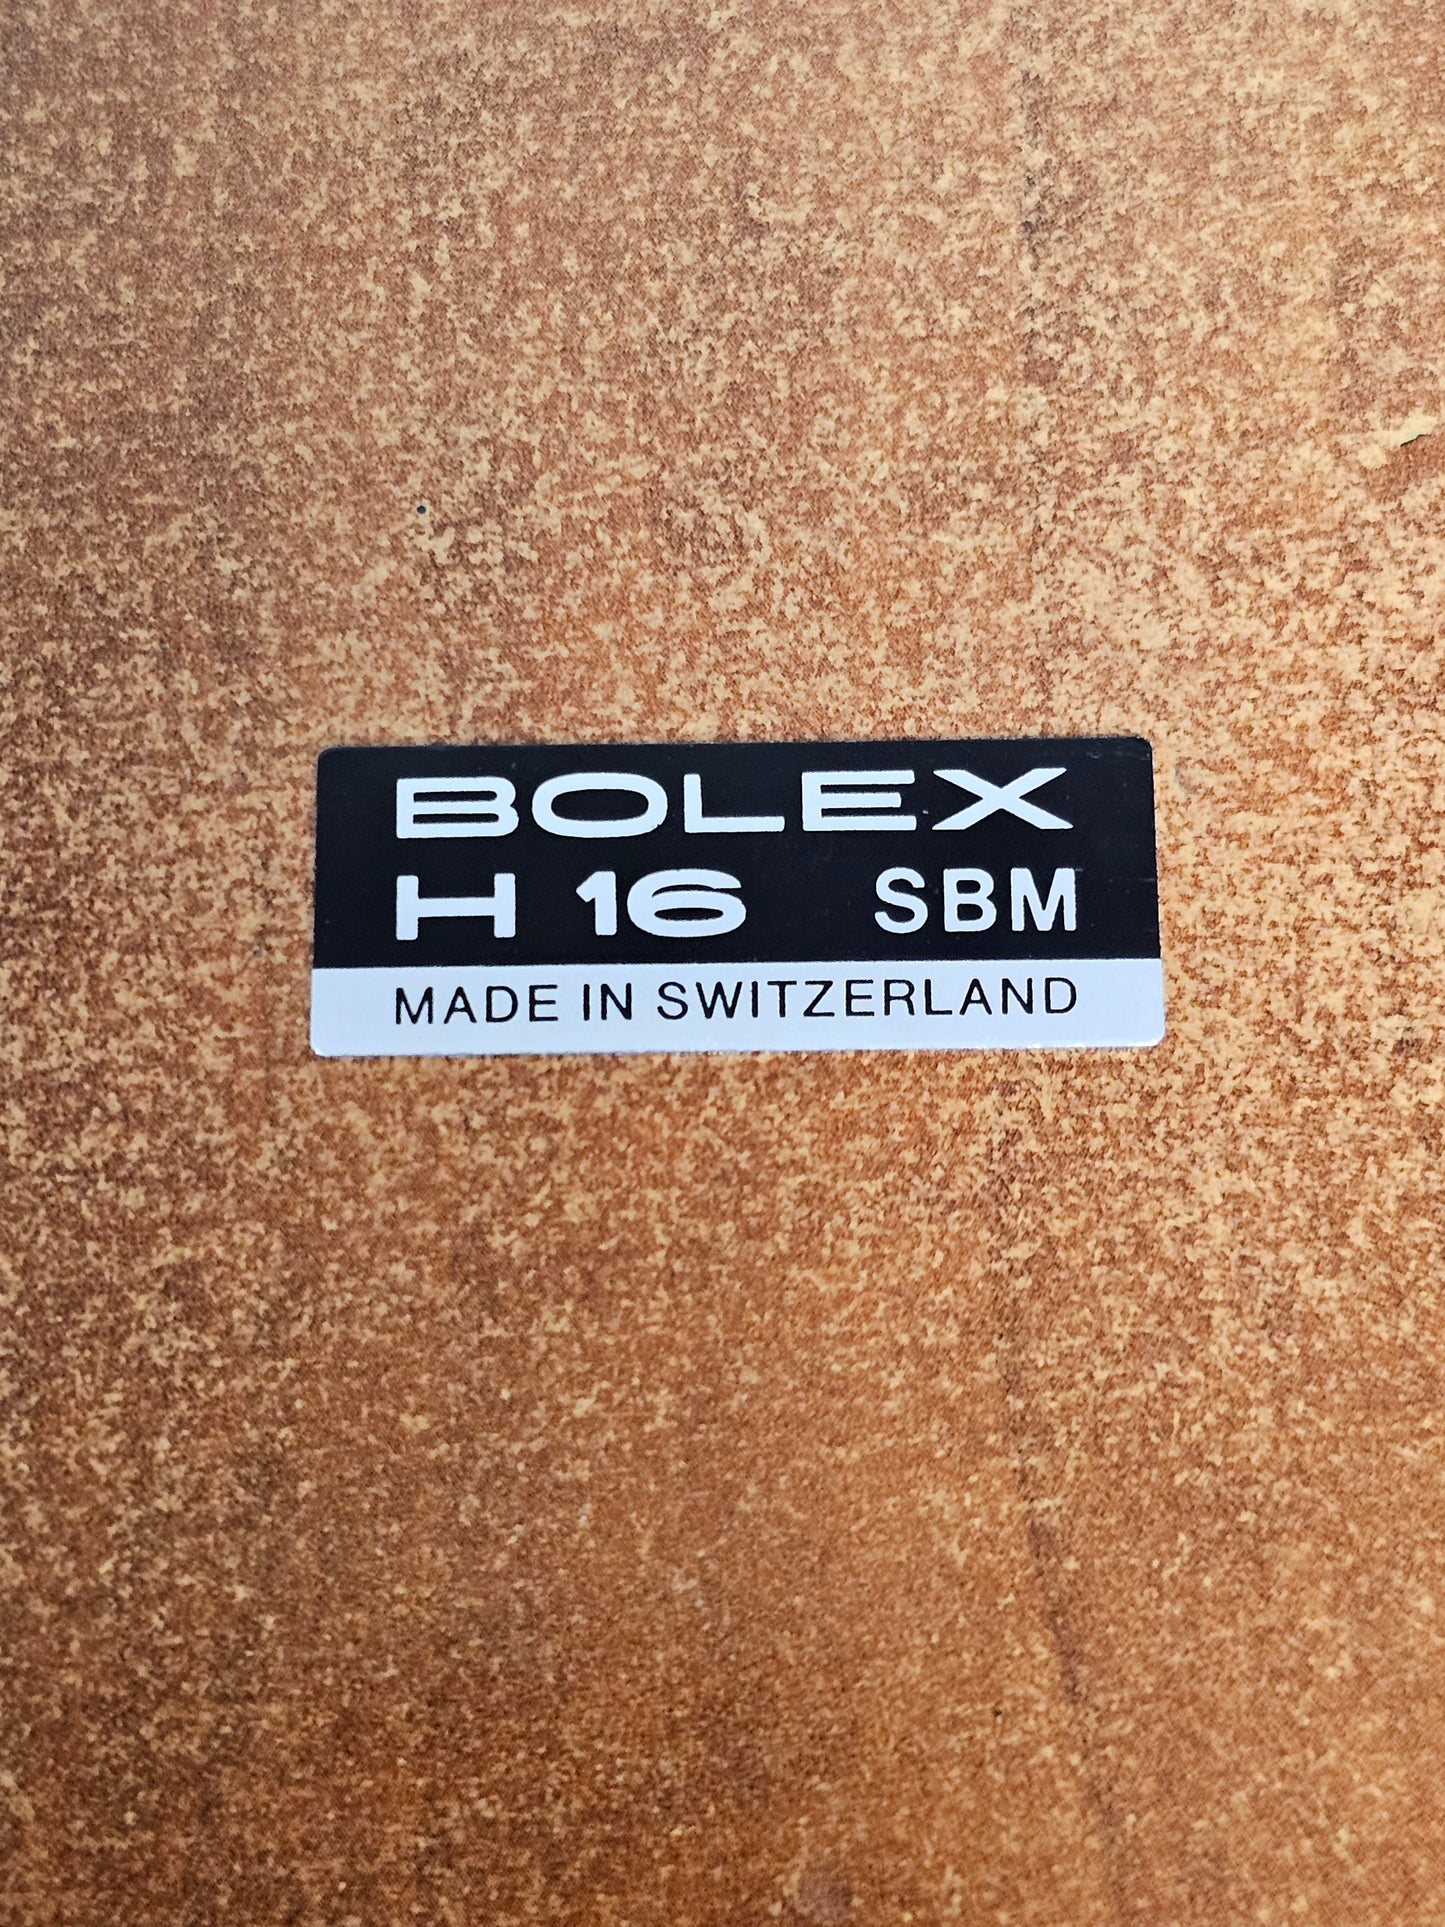 BOLEX
H 16 SBM
MADE IN SWITZERLAND